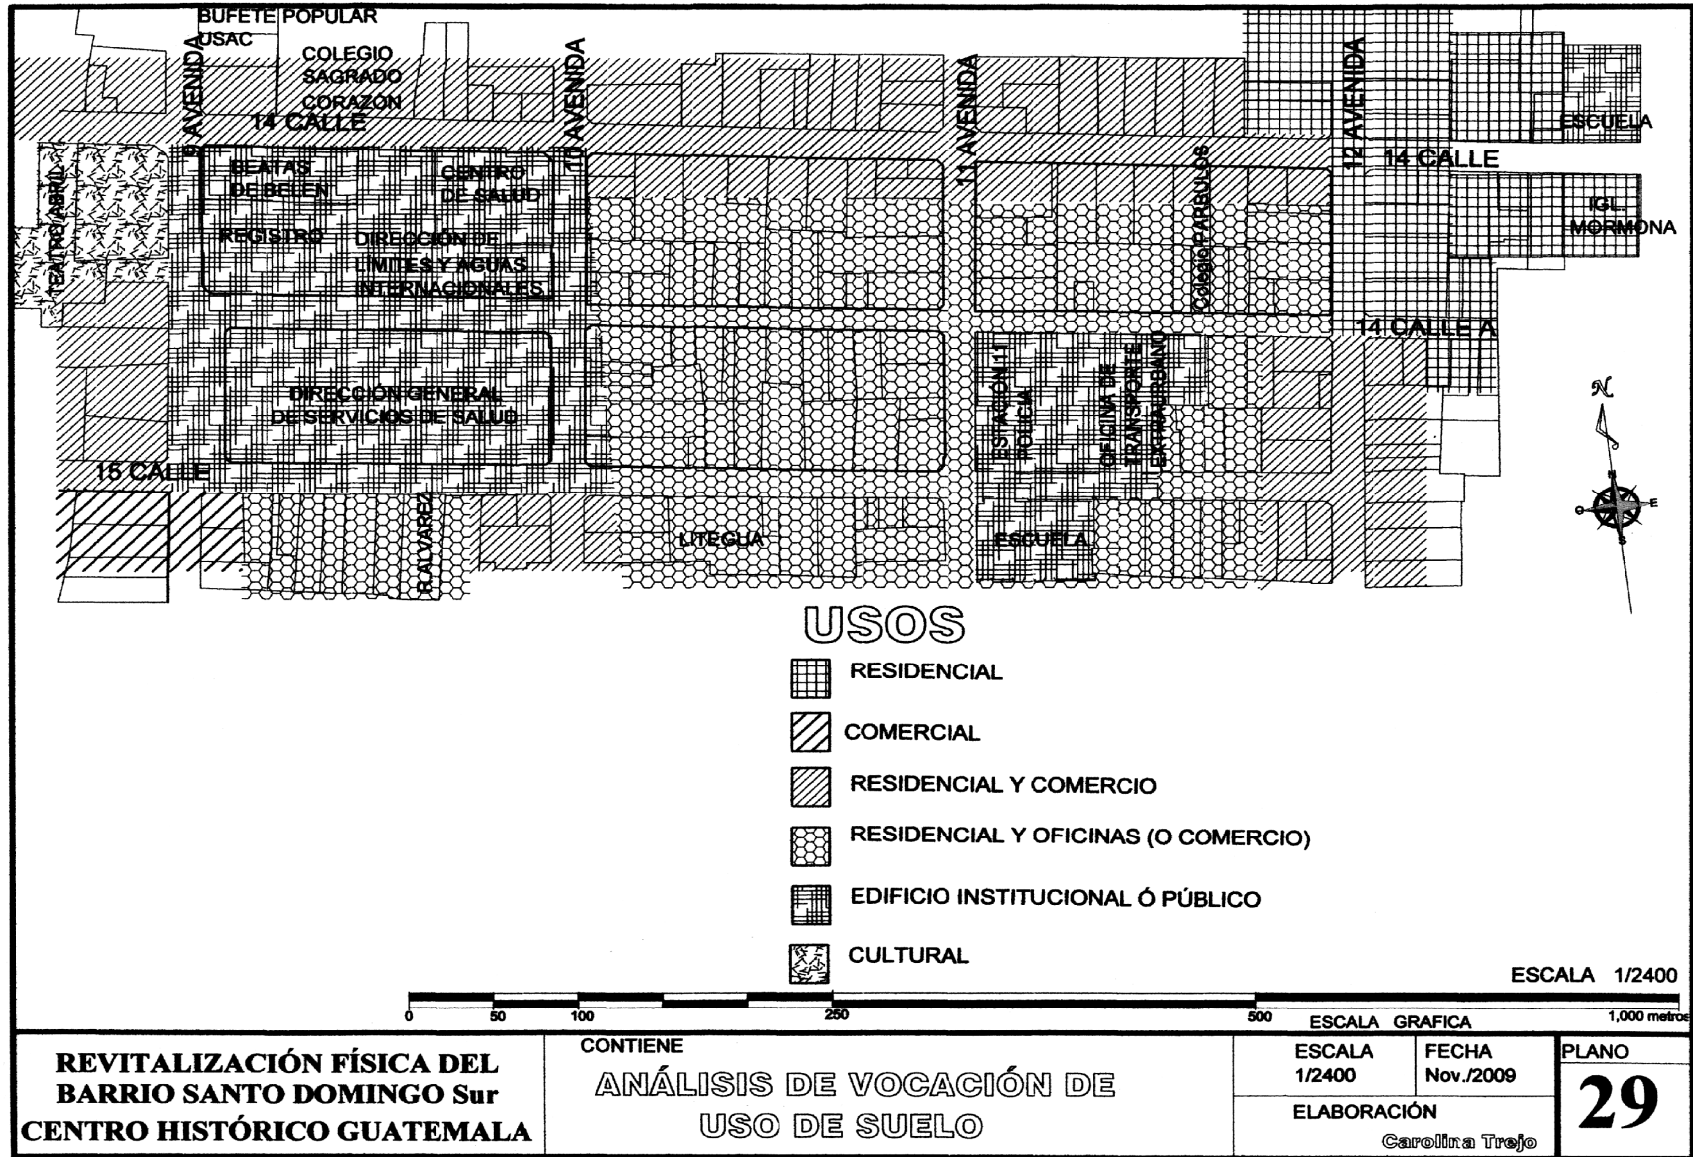 BUFETE POPULAR
USAC
COLEGIO
SAGRADO
CORAZÓN
9 AVENIDA
10 AVENIDA
11 AVENIDA
12 AVENIDA
14 CALLE
ESCUELA
14 CALLE
TEATRO ABRIL
BEATAS
DE BELEN
CENTRO
DE SALUD
REGISTRO
DIRECCIÓN DE
LÍMITES Y AGUAS
INTERNACIONALES
Colegio PARBULOS
IGL.
MORMONA
14 CALLE A
DIRECCIÓN GENERAL
DE SERVICIOS DE SALUD
ESTACION 11
POLICIA
OFICINA DE
TRANSPORTE
EXTRAURBANO
15 CALLE
R.ALVAREZ
LITEGUA
ESCUELA
N
N
O
E
S
USOS
RESIDENCIAL
COMERCIAL
RESIDENCIAL Y COMERCIO
RESIDENCIAL Y OFICINAS (O COMERCIO)
EDIFICIO INSTITUCIONAL Ó PÚBLICO
CULTURAL
ESCALA 1/2400
0 50 100 250 500 1,000 metros
ESCALA GRAFICA
REVITALIZACIÓN FÍSICA DEL
BARRIO SANTO DOMINGO Sur
CENTRO HISTÓRICO GUATEMALA
CONTIENE
ANÁLISIS DE VOCACIÓN DE
USO DE SUELO
ESCALA
1/2400
FECHA
Nov./2009
ELABORACIÓN
Carolina Trejo
PLANO
29